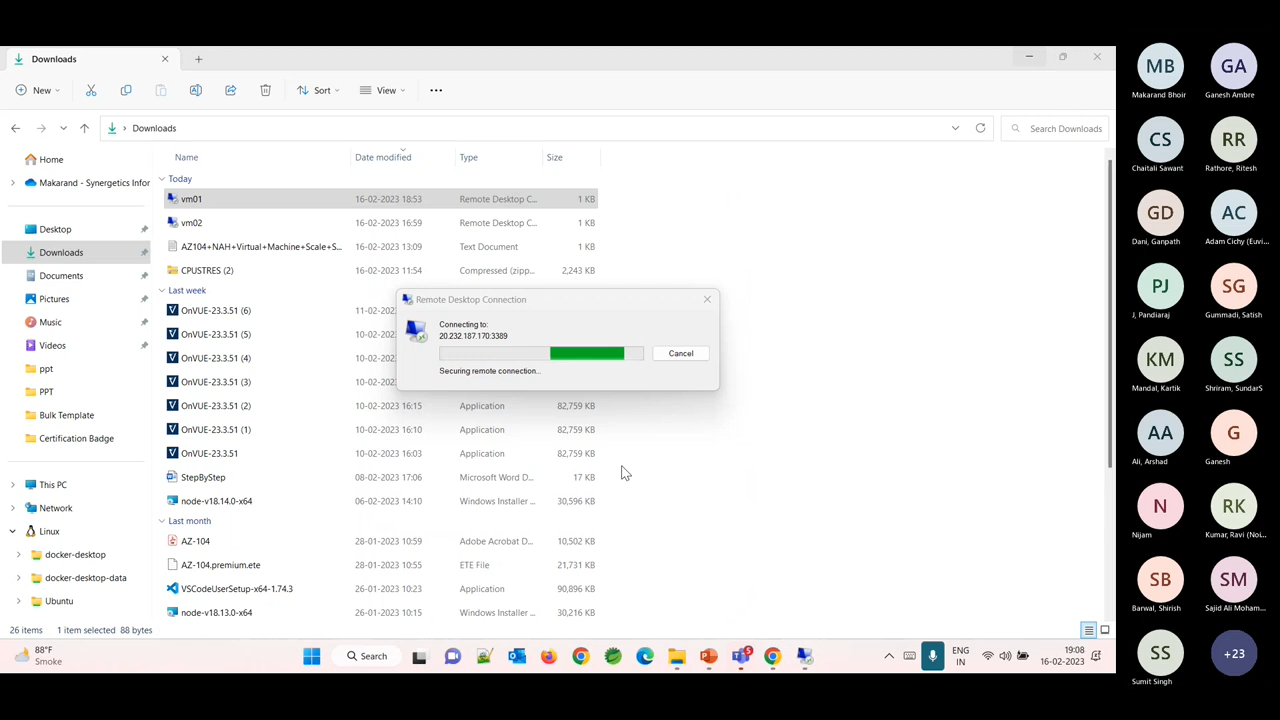 Downloads
New
Sort
View
Downloads
Search Downloads
Home
Makarand - Synergetics Infor
Desktop
Downloads
Documents
Pictures
Music
Videos
ppt
PPT
Bulk Template
Certification Badge
This PC
Network
Linux
docker-desktop
docker-desktop-data
Ubuntu
Name Date modified Type Size
Today
vm01 16-02-2023 18:53 Remote Desktop C... 1 KB
vm02 16-02-2023 16:59 Remote Desktop C... 1 KB
AZ104+NAH+Virtual+Machine+Scale+S... 16-02-2023 13:09 Text Document 1 KB
CPUSTRES (2) 16-02-2023 11:54 Compressed (zipp... 2,243 KB
Last week
OnVUE-23.3.51 (6) 11-02-
OnVUE-23.3.51 (5) 10-02-
OnVUE-23.3.51 (4) 10-02-
OnVUE-23.3.51 (3) 10-02-
OnVUE-23.3.51 (2) 10-02-2023 16:15 Application 82,759 KB
OnVUE-23.3.51 (1) 10-02-2023 16:10 Application 82,759 KB
OnVUE-23.3.51 10-02-2023 16:03 Application 82,759 KB
StepByStep 08-02-2023 17:06 Microsoft Word D... 17 KB
node-v18.14.0-x64 06-02-2023 14:10 Windows Installer ... 30,596 KB
Last month
AZ-104 28-01-2023 10:59 Adobe Acrobat D... 10,502 KB
AZ-104.premium.ete 28-01-2023 10:55 ETE File 21,731 KB
VSCodeUserSetup-x64-1.74.3 26-01-2023 10:23 Application 90,896 KB
node-v18.13.0-x64 26-01-2023 10:15 Windows Installer ... 30,216 KB
Remote Desktop Connection
Connecting to:
20.232.187.170:3389
Cancel
Securing remote connection...
26 items 1 item selected 88 bytes
88°F
Smoke
Search
5
ENG
IN
19:08
16-02-2023
MB GA
Makarand Bhoir Ganesh Ambre
CS RR
Chaitali Sawant Rathore, Ritesh
GD AC
Dani, Ganpath Adam Cichy (Euvi...
PJ SG
J, Pandiaraj Gummadi, Satish
KM SS
Mandal, Kartik Shriram, SundarS
AA G
Ali, Arshad Ganesh
N RK
Nijam Kumar, Ravi (Noi...
SB SM
Barwal, Shirish Sajid Ali Moham...
SS +23
Sumit Singh